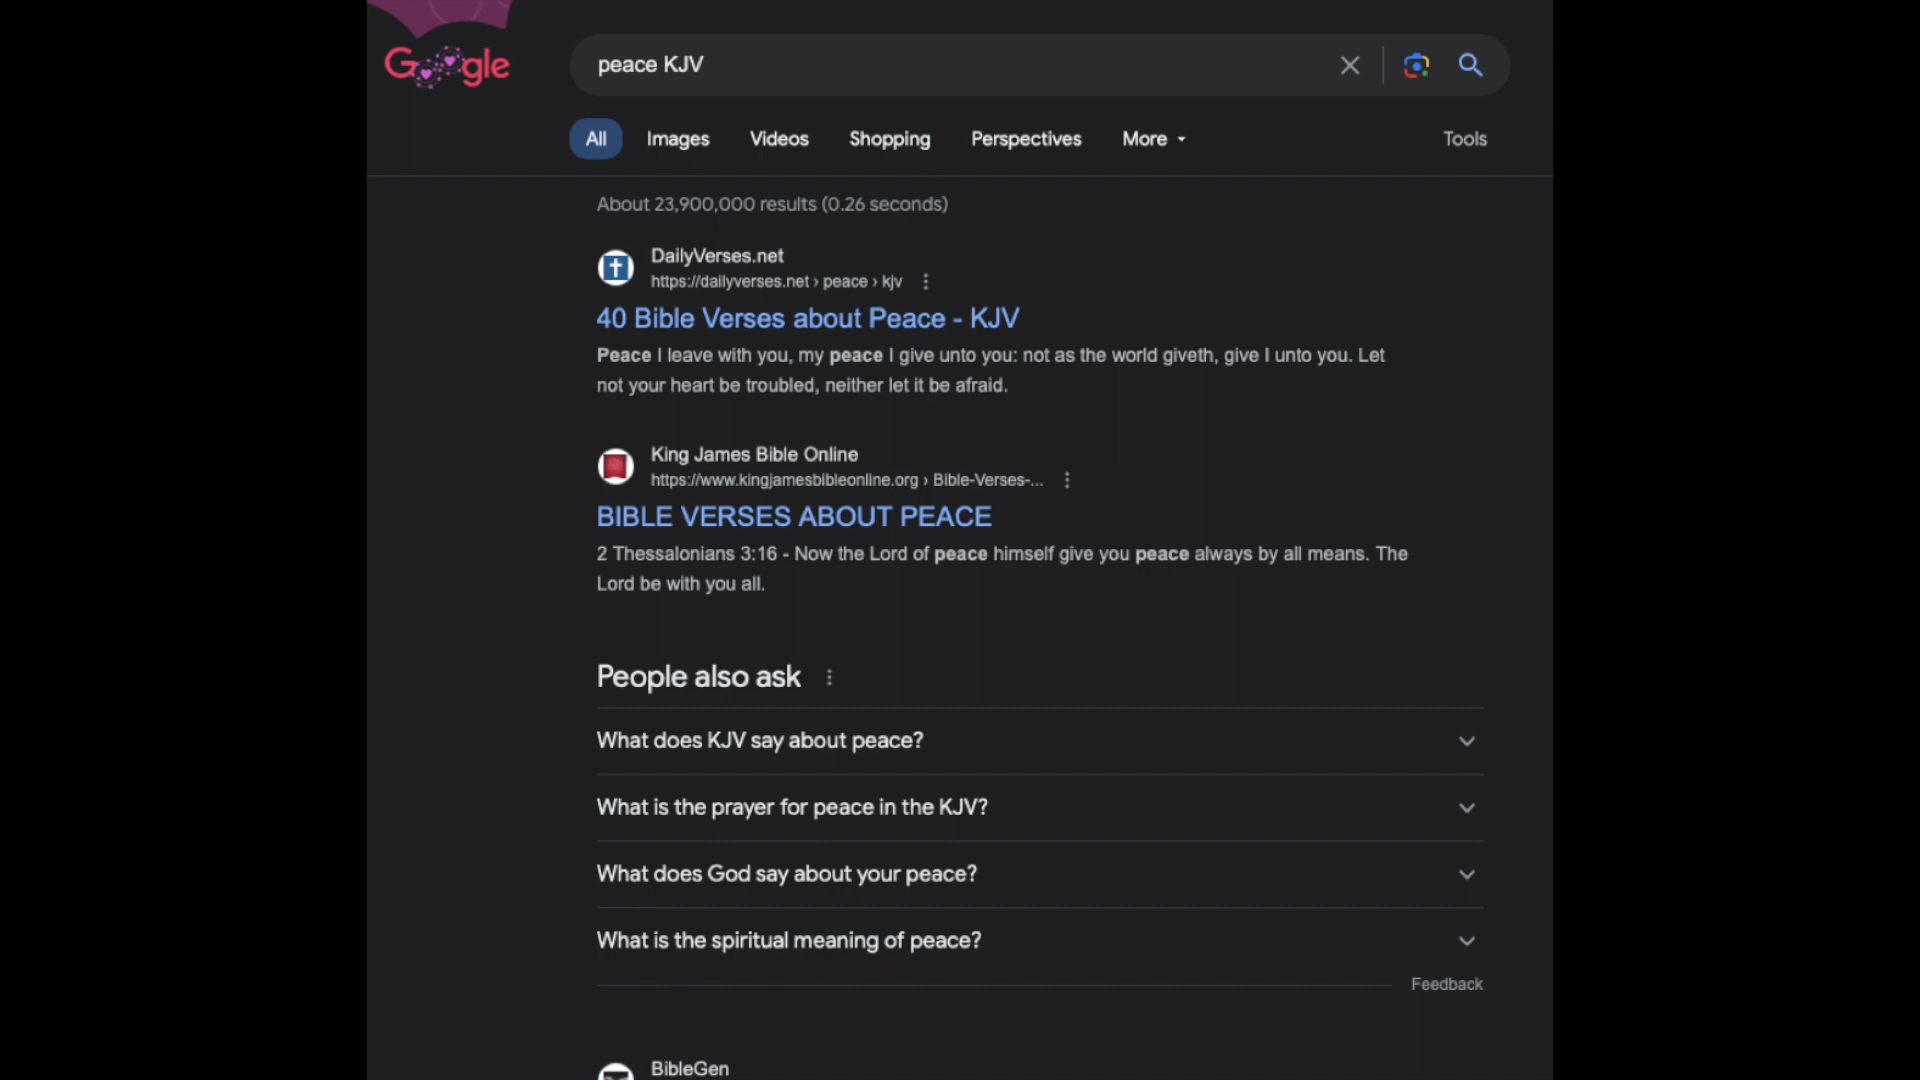 Google
peace KJV
All Images Videos Shopping Perspectives More Tools
About 23,900,000 results (0.26 seconds)
DailyVerses.net
https://dailyverses.net › peace › kjv
40 Bible Verses about Peace - KJV
Peace I leave with you, my peace I give unto you: not as the world giveth, give I unto you. Let
not your heart be troubled, neither let it be afraid.
King James Bible Online
https://www.kingjamesbibleonline.org › Bible-Verses-...
BIBLE VERSES ABOUT PEACE
2 Thessalonians 3:16 - Now the Lord of peace himself give you peace always by all means. The
Lord be with you all.
People also ask
What does KJV say about peace?
What is the prayer for peace in the KJV?
What does God say about your peace?
What is the spiritual meaning of peace?
Feedback
BibleGen